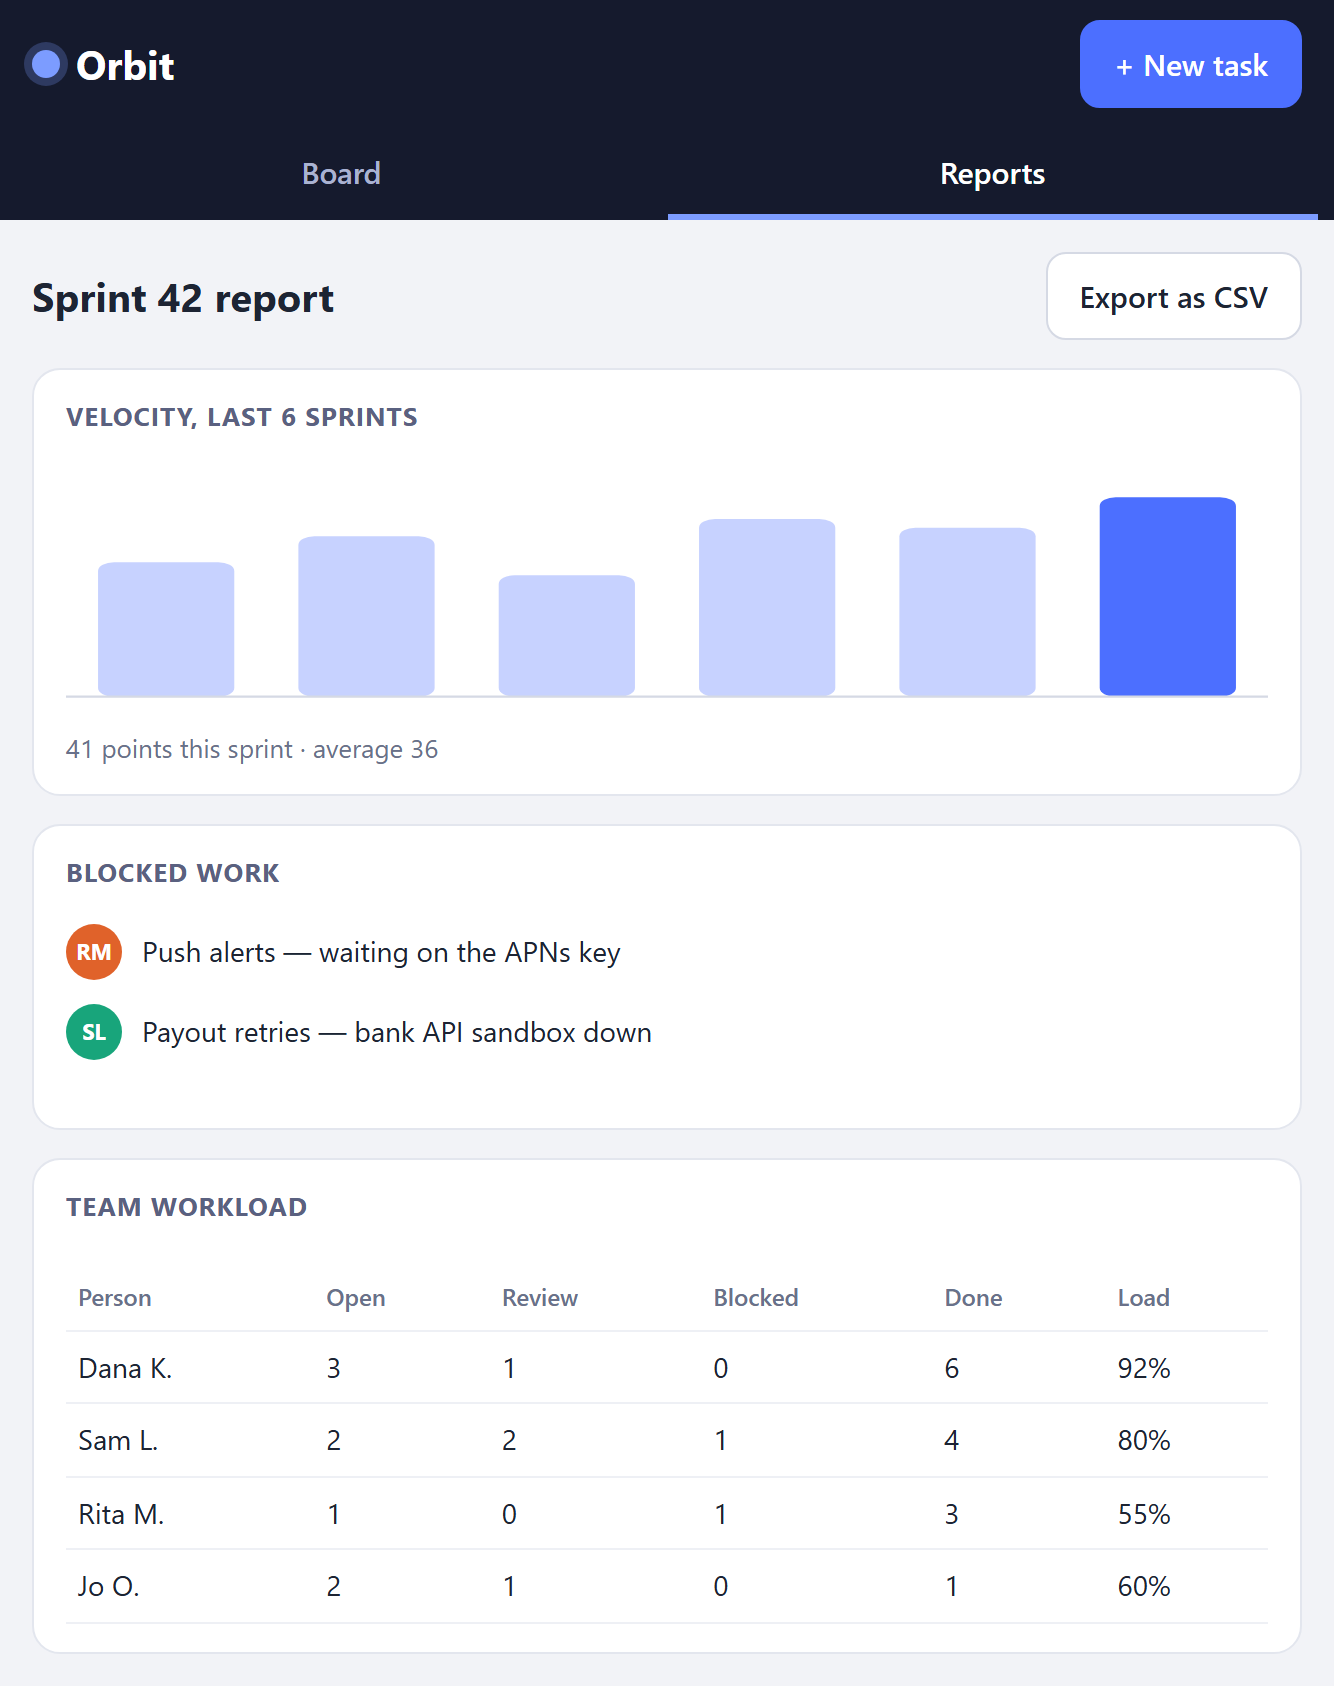 Orbit
+ New task
Board
Reports
Sprint 42 report
Export as CSV
VELOCITY, LAST 6 SPRINTS
41 points this sprint · average 36
BLOCKED WORK
RM Push alerts — waiting on the APNs key
SL Payout retries — bank API sandbox down
TEAM WORKLOAD
Person Open Review Blocked Done Load
Dana K. 3 1 0 6 92%
Sam L. 2 2 1 4 80%
Rita M. 1 0 1 3 55%
Jo O. 2 1 0 1 60%